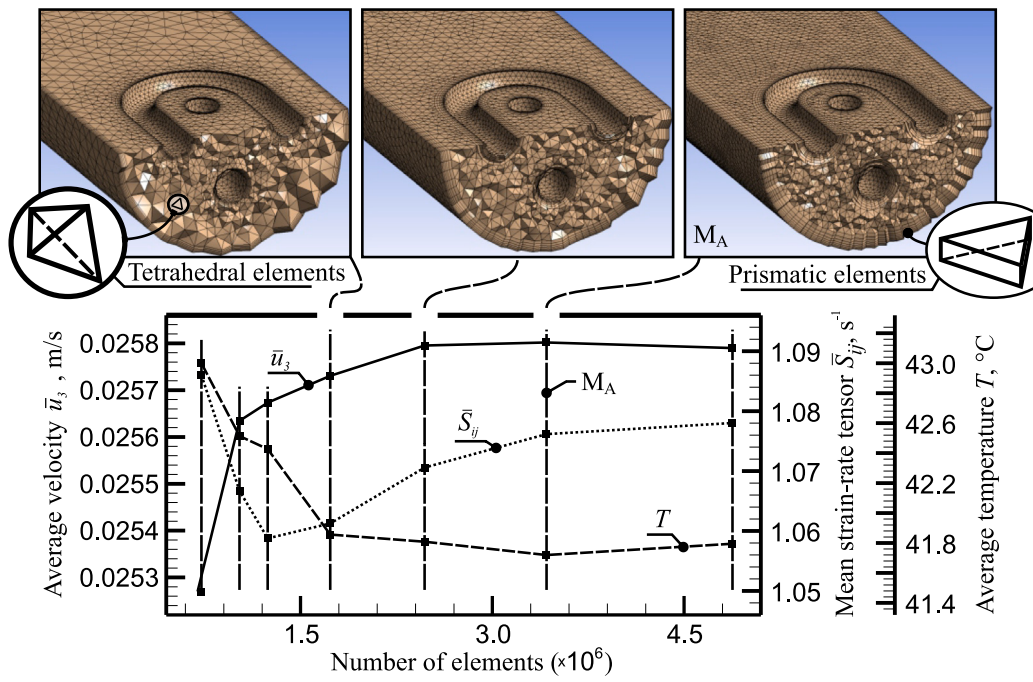 M_A
Tetrahedral elements
Prismatic elements
Average velocity ū₃ , m/s
0.0258
0.0257
0.0256
0.0255
0.0254
0.0253
ū₃
S̄ᵢⱼ
M_A
T
1.5
3.0
4.5
Number of elements (×10⁶)
1.09
1.08
1.07
1.06
1.05
Mean strain-rate tensor S̄ᵢⱼ, s⁻¹
43.0
42.6
42.2
41.8
41.4
Average temperature T, °C